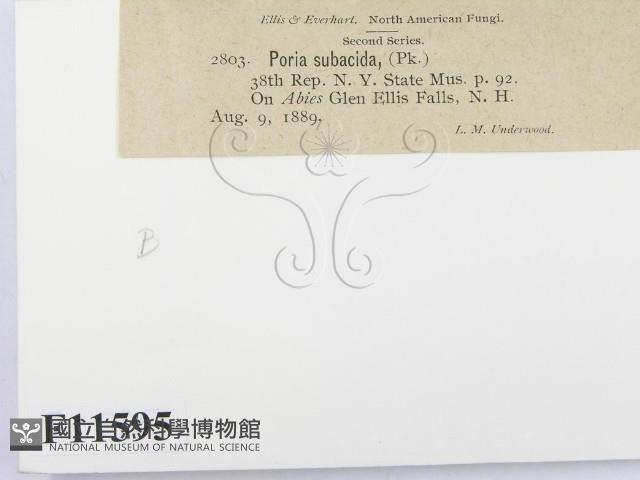 Ellis & Everhart. North American Fungi.
Second Series.
2803. Poria subacida, (Pk.)
38th Rep. N. Y. State Mus. p. 92.
On Abies Glen Ellis Falls, N. H.
Aug. 9, 1889.
L. M. Underwood.
B
F11595
國立自然科學博物館
NATIONAL MUSEUM OF NATURAL SCIENCE